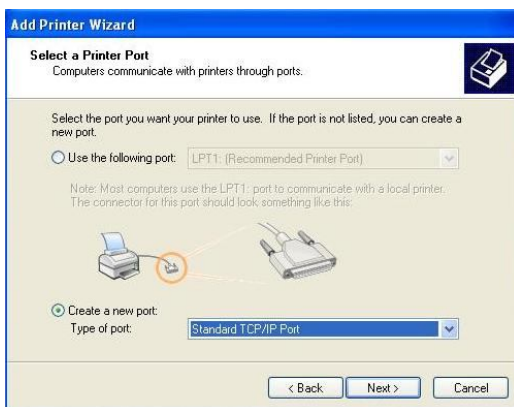 Add Printer Wizard
Select a Printer Port
Computers communicate with printers through ports.
Select the port you want your printer to use. If the port is not listed, you can create a
new port.
Use the following port: LPT1: (Recommended Printer Port)
Note: Most computers use the LPT1: port to communicate with a local printer.
The connector for this port should look something like this:
Create a new port:
Type of port: Standard TCP/IP Port
< Back Next > Cancel